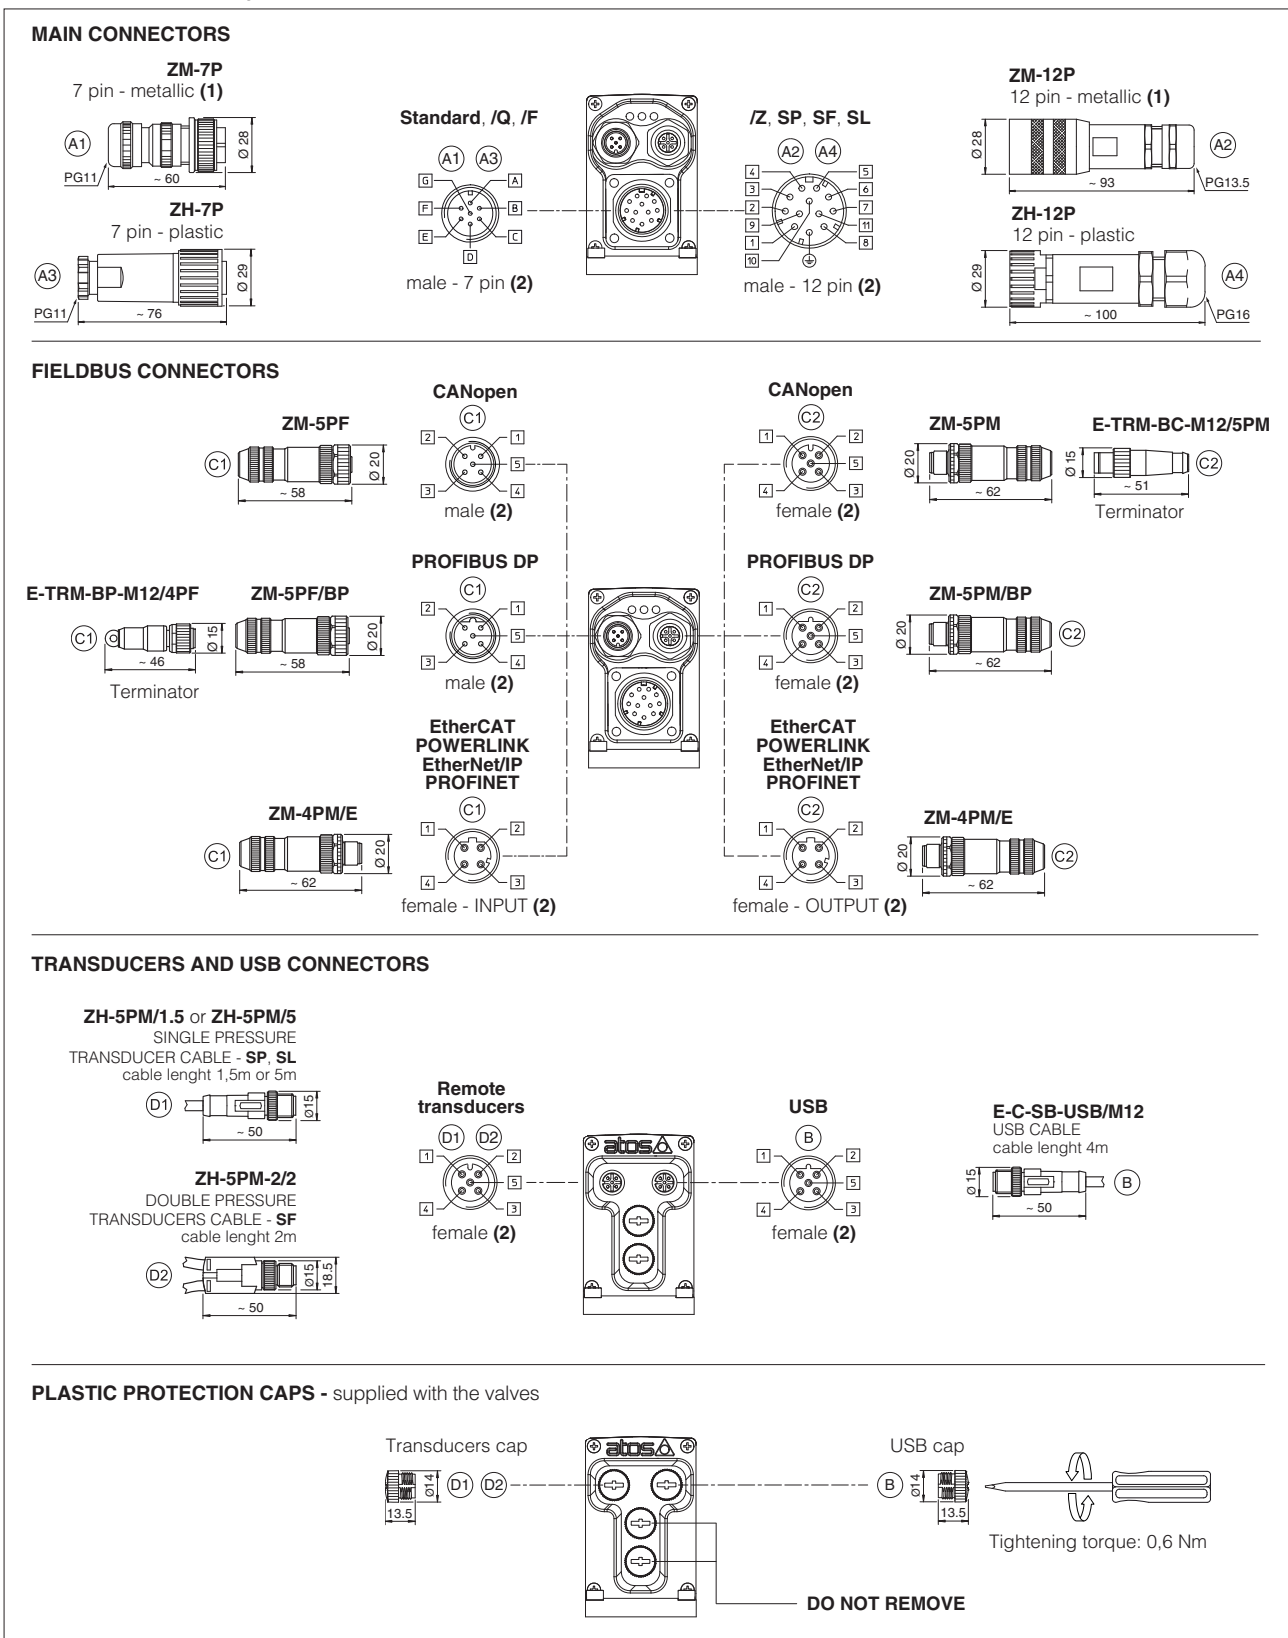 MAIN CONNECTORS
ZM-7P
7 pin - metallic (1)
A1
Ø 28
PG11
~ 60
ZH-7P
7 pin - plastic
A3
Ø 29
PG11
~ 76
Standard, /Q, /F
A1 A3
G
A
F
B
E
C
D
male - 7 pin (2)
/Z, SP, SF, SL
A2 A4
4
5
3
6
2
7
9
11
1
8
10
male - 12 pin (2)
ZM-12P
12 pin - metallic (1)
Ø 28
A2
~ 93
PG13.5
ZH-12P
12 pin - plastic
Ø 29
A4
~ 100
PG16
FIELDBUS CONNECTORS
ZM-5PF
C1
Ø 20
~ 58
CANopen
C1
2
1
5
3
4
male (2)
CANopen
C2
1
2
5
4
3
female (2)
ZM-5PM
Ø 20
~ 62
E-TRM-BC-M12/5PM
Ø 15
C2
~ 51
Terminator
E-TRM-BP-M12/4PF
C1
Ø 15
~ 46
Terminator
ZM-5PF/BP
Ø 20
~ 58
PROFIBUS DP
C1
2
1
5
3
4
male (2)
PROFIBUS DP
C2
1
2
5
4
3
female (2)
ZM-5PM/BP
Ø 20
C2
~ 62
ZM-4PM/E
C1
Ø 20
~ 62
EtherCAT
POWERLINK
EtherNet/IP
PROFINET
C1
1
2
4
3
female - INPUT (2)
EtherCAT
POWERLINK
EtherNet/IP
PROFINET
C2
1
2
4
3
female - OUTPUT (2)
ZM-4PM/E
Ø 20
C2
~ 62
TRANSDUCERS AND USB CONNECTORS
ZH-5PM/1.5 or ZH-5PM/5
SINGLE PRESSURE
TRANSDUCER CABLE - SP, SL
cable lenght 1,5m or 5m
D1
Ø15
~ 50
ZH-5PM-2/2
DOUBLE PRESSURE
TRANSDUCERS CABLE - SF
cable lenght 2m
D2
Ø15
18.5
~ 50
Remote
transducers
D1 D2
1
2
5
4
3
female (2)
atos
USB
B
1
2
5
4
3
female (2)
E-C-SB-USB/M12
USB CABLE
cable lenght 4m
Ø 15
B
~ 50
PLASTIC PROTECTION CAPS - supplied with the valves
Transducers cap
Ø14
13.5
D1 D2
atos
USB cap
B
Ø14
13.5
Tightening torque: 0,6 Nm
DO NOT REMOVE